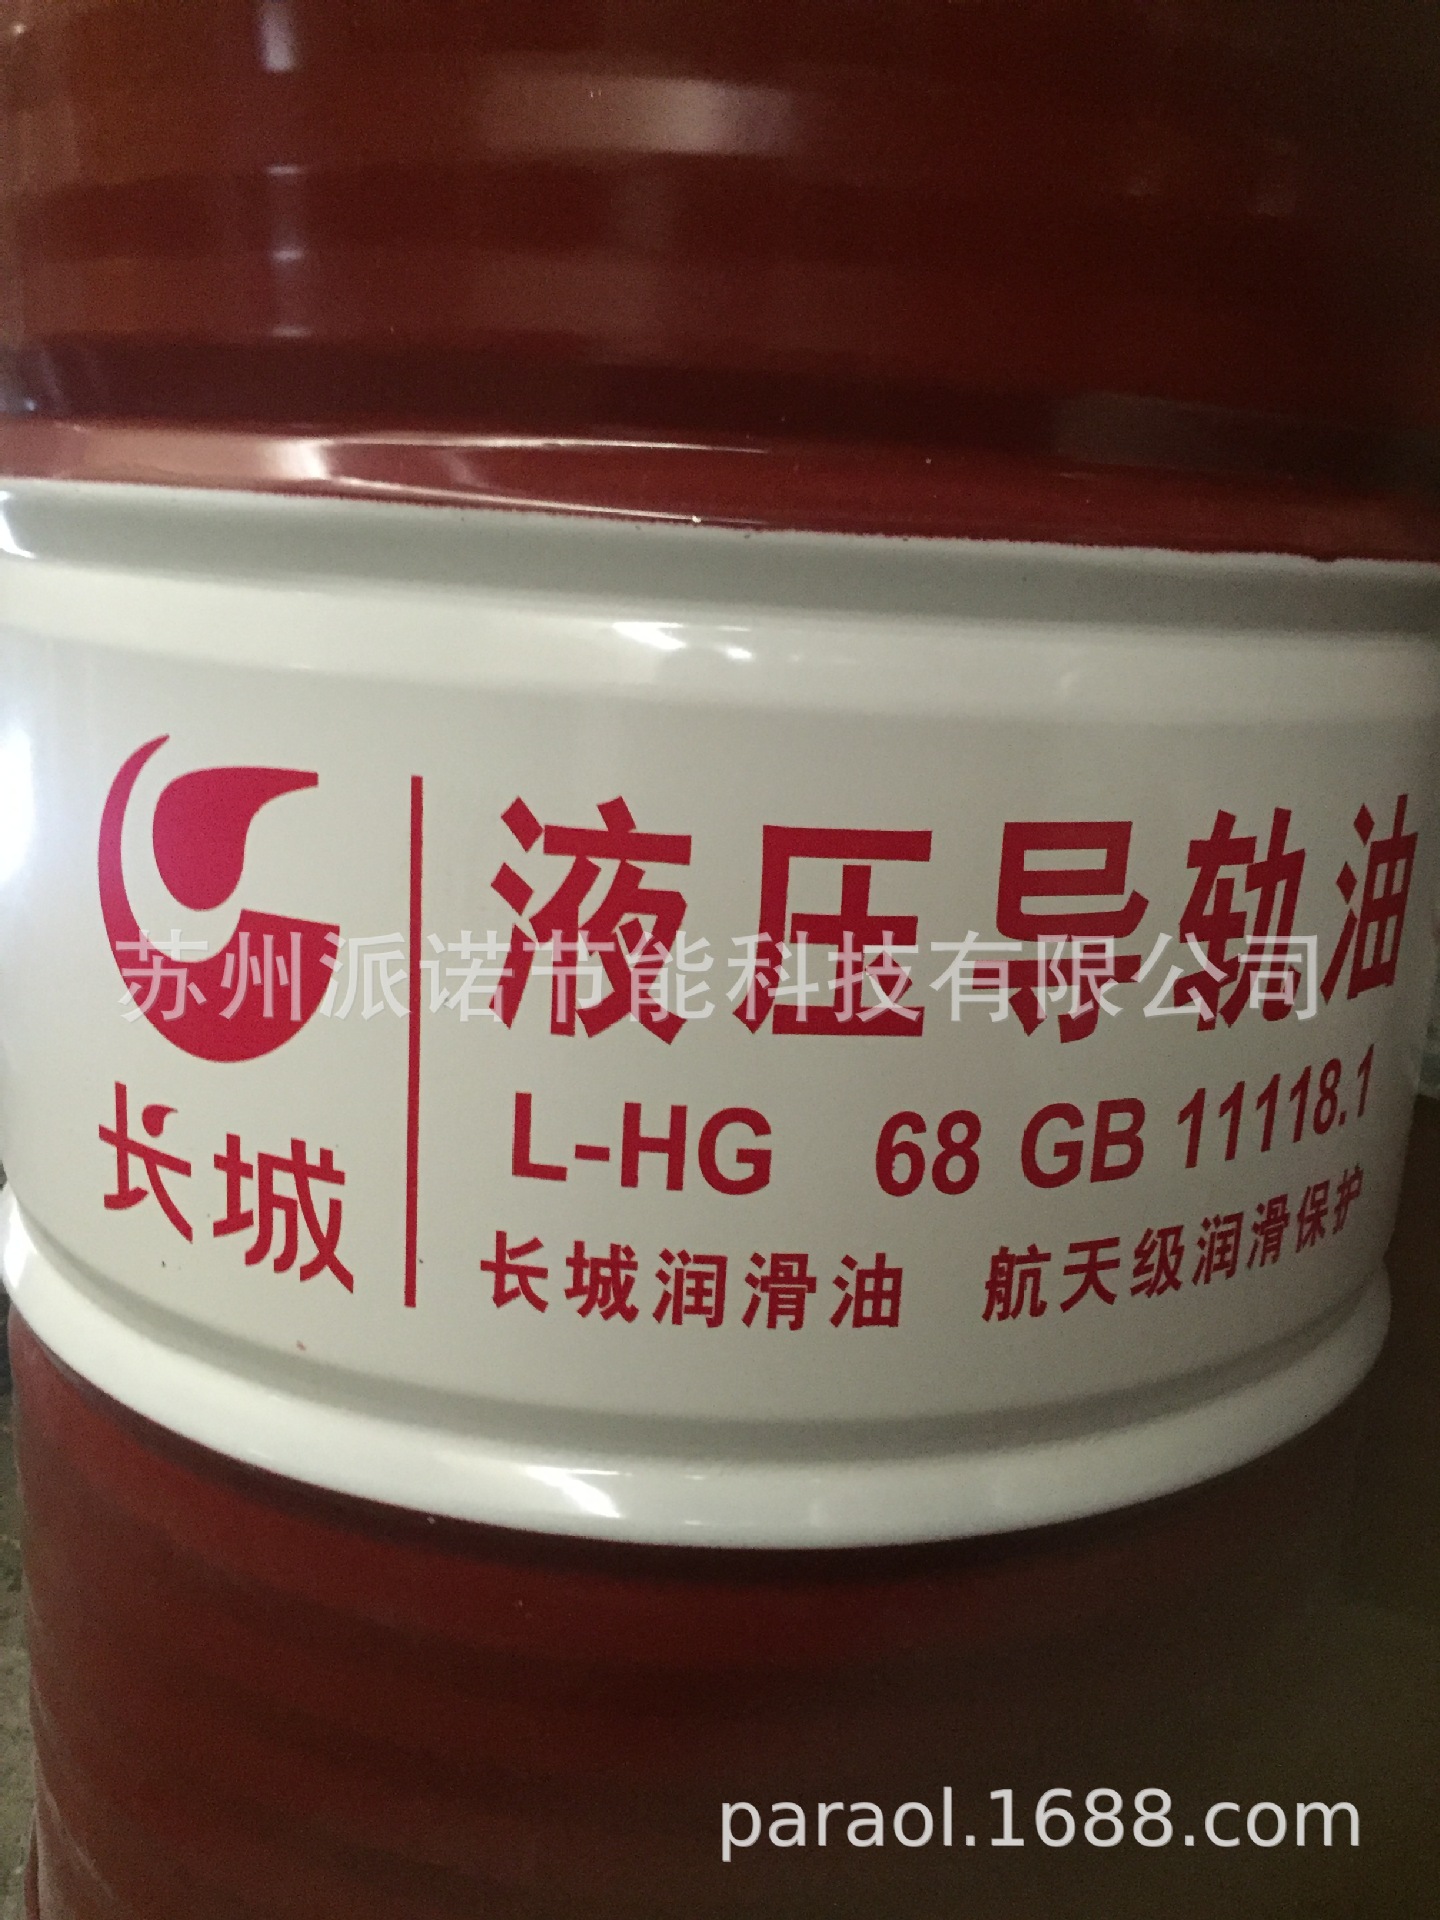 液压导轨油
苏州派诺节能科技有限公司
L-HG 68 GB 11118.1
长城
长城润滑油 航天级润滑保护
paraol.1688.com